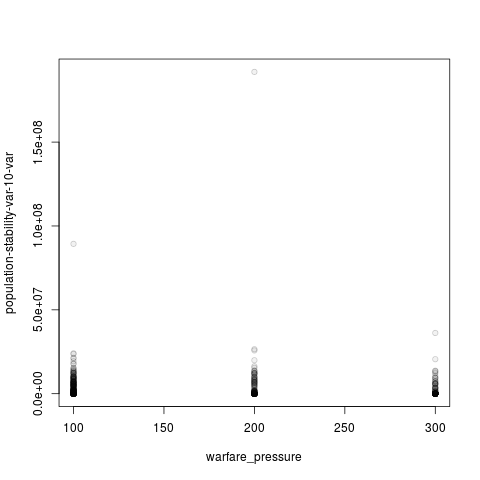 population-stability-var-10-var
1.5e+08
1.0e+08
5.0e+07
0.0e+00
100
150
200
250
300
warfare_pressure